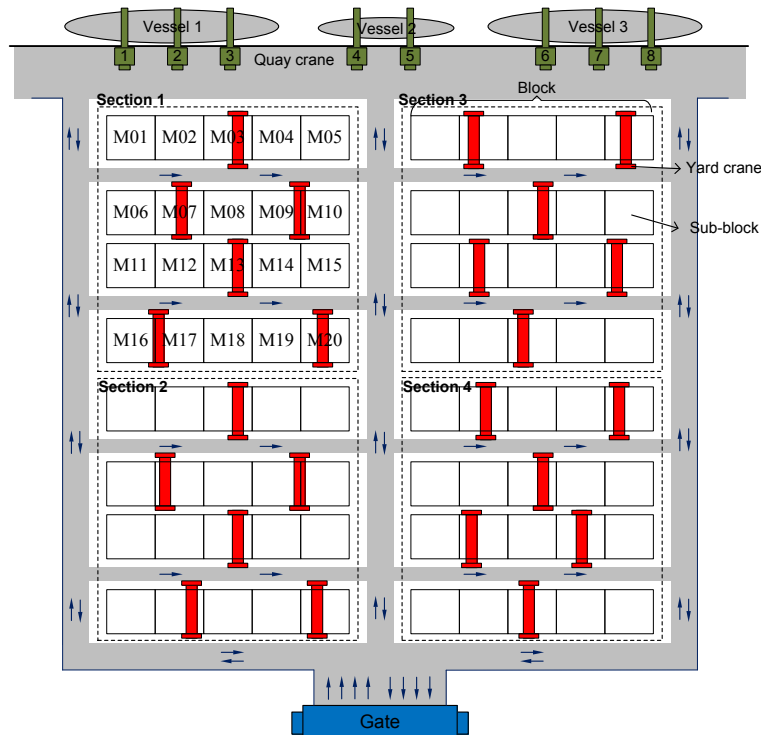 Vessel 1 Vessel 2 Vessel 3
1 2 3 4 5 6 7 8
Quay crane
Section 1 Section 3 Block
M01 M02 M03 M04 M05
Yard crane
M06 M07 M08 M09 M10
Sub-block
M11 M12 M13 M14 M15
M16 M17 M18 M19 M20
Section 2 Section 4
Gate